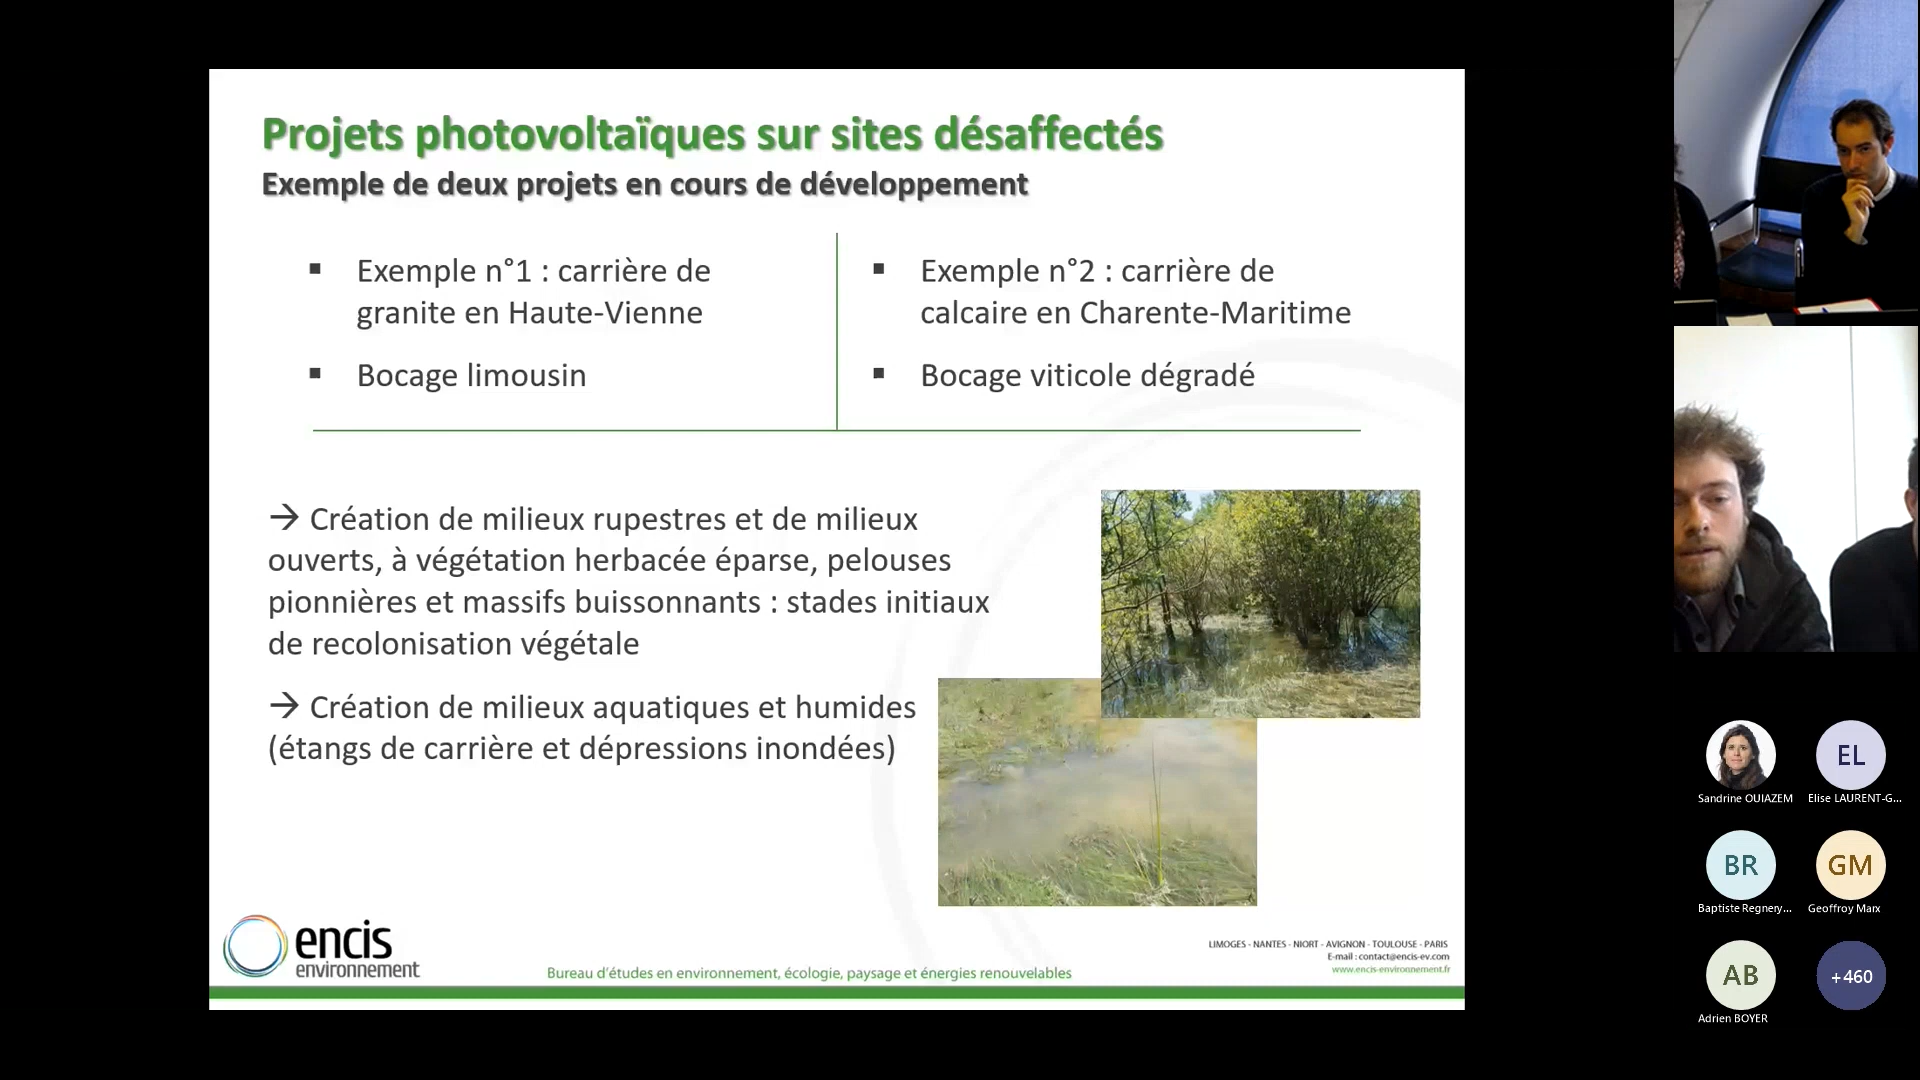 Projets photovoltaïques sur sites désaffectés
Exemple de deux projets en cours de développement
▪ Exemple n°1 : carrière de
granite en Haute-Vienne
▪ Bocage limousin
▪ Exemple n°2 : carrière de
calcaire en Charente-Maritime
▪ Bocage viticole dégradé
→ Création de milieux rupestres et de milieux
ouverts, à végétation herbacée éparse, pelouses
pionnières et massifs buissonnants : stades initiaux
de recolonisation végétale
→ Création de milieux aquatiques et humides
(étangs de carrière et dépressions inondées)
encis
environnement
Bureau d'études en environnement, écologie, paysage et énergies renouvelables
LIMOGES - NANTES - NIORT - AVIGNON - TOULOUSE - PARIS
E-mail : contact@encis-ev.com
www.encis-environnement.fr
Sandrine OUIAZEM
EL
Elise LAURENT-G...
BR
Baptiste Regnery...
GM
Geoffroy Marx
AB
Adrien BOYER
+460